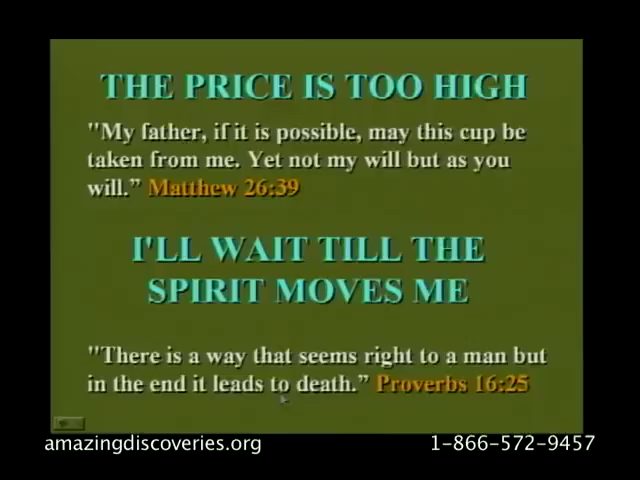 THE PRICE IS TOO HIGH
"My father, if it is possible, may this cup be
taken from me. Yet not my will but as you
will.” Matthew 26:39
I'LL WAIT TILL THE
SPIRIT MOVES ME
"There is a way that seems right to a man but
in the end it leads to death.” Proverbs 16:25
amazingdiscoveries.org 1-866-572-9457